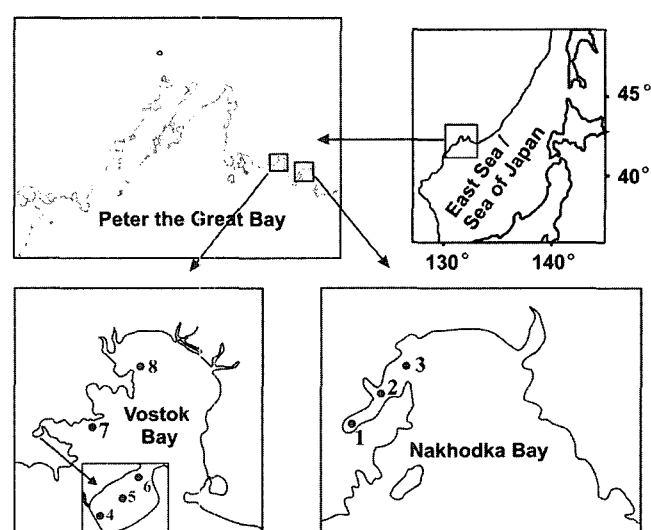 Peter the Great Bay
East Sea /
Sea of Japan
45°
40°
130°
140°
8
Vostok
Bay
7
6
5
4
3
2
1
Nakhodka Bay